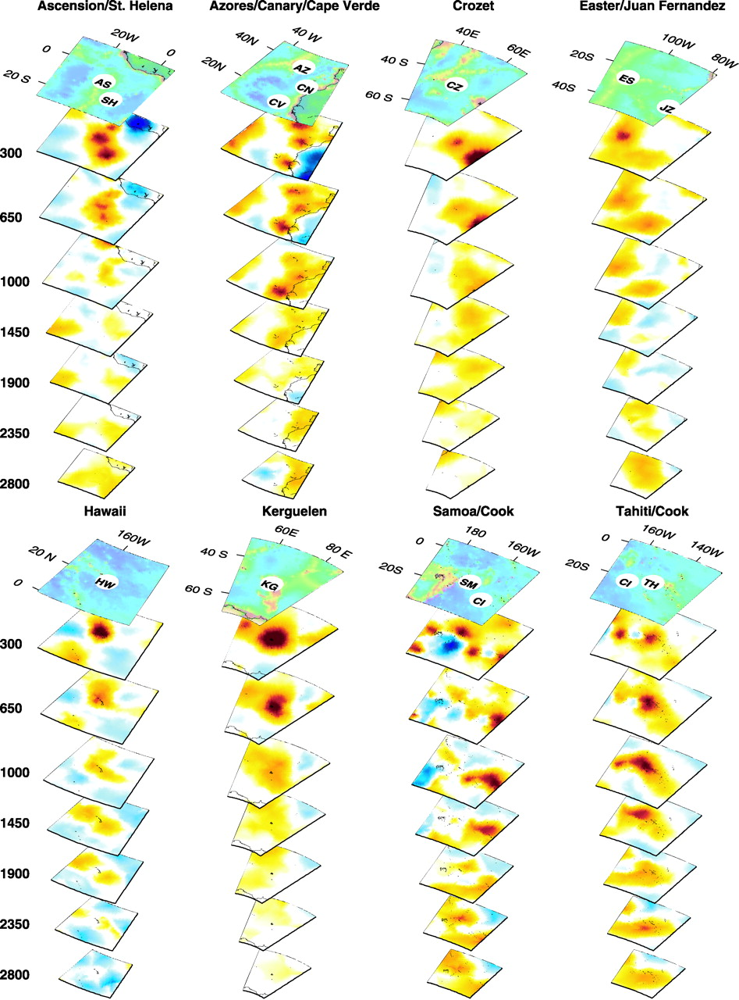 Ascension/St. Helena
Azores/Canary/Cape Verde
Crozet
Easter/Juan Fernandez
20W
0
0
20 S
AS
SH
40 W
40N
20N
AZ
CN
CV
40E
60E
40 S
60 S
CZ
100W
80W
20S
40S
ES
JZ
300
650
1000
1450
1900
2350
2800
Hawaii
Kerguelen
Samoa/Cook
Tahiti/Cook
160W
20 N
0
HW
60E
80 E
40 S
60 S
KG
180
160W
0
20S
SM
CI
160W
140W
0
20S
CI
TH
300
650
1000
1450
1900
2350
2800